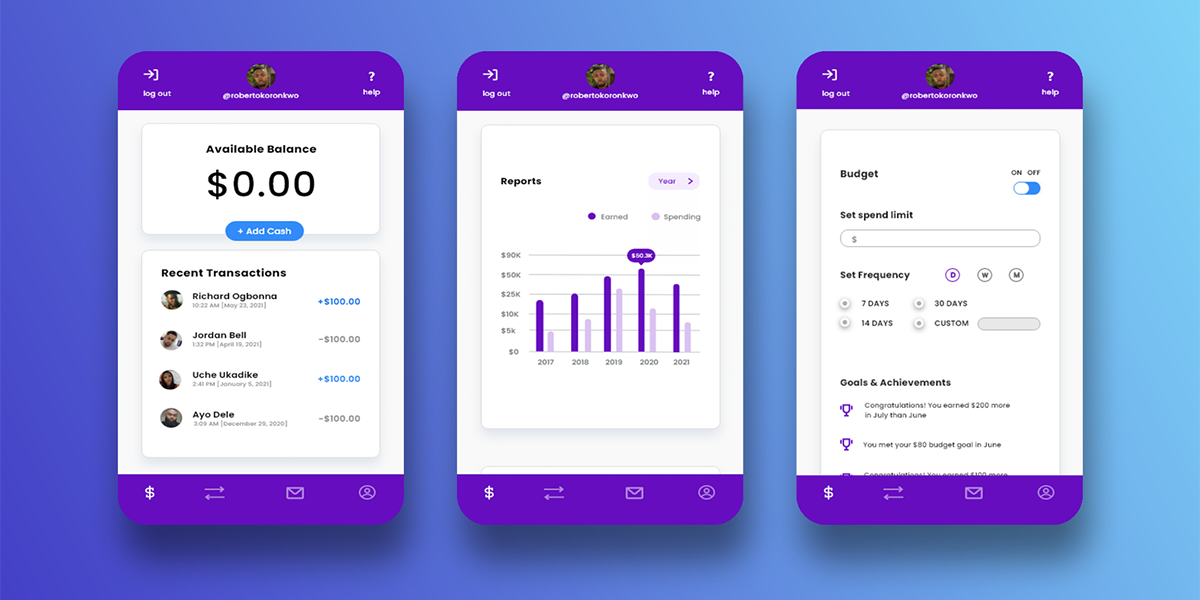 log out
@robertokoronkwo
?
help
Available Balance
$0.00
+ Add Cash
Recent Transactions
Richard Ogbonna
10:22 AM [May 23, 2021]
+$100.00
Jordan Bell
1:32 PM [April 19, 2021]
-$100.00
Uche Ukadike
2:41 PM [January 5, 2021]
+$100.00
Ayo Dele
3:09 AM [December 29, 2020]
-$100.00
$
log out
@robertokoronkwo
?
help
Reports
Year >
Earned Spending
$90K
$50.3K
$50K
$25K
$10K
$5k
$0
2017 2018 2019 2020 2021
$
log out
@robertokoronkwo
?
help
Budget
ON OFF
Set spend limit
$
Set Frequency D W M
7 DAYS 30 DAYS
14 DAYS CUSTOM
Goals & Achievements
Congratulations! You earned $200 more
in July than June
You met your $80 budget goal in June
Congratulations! You earned $100 more
$